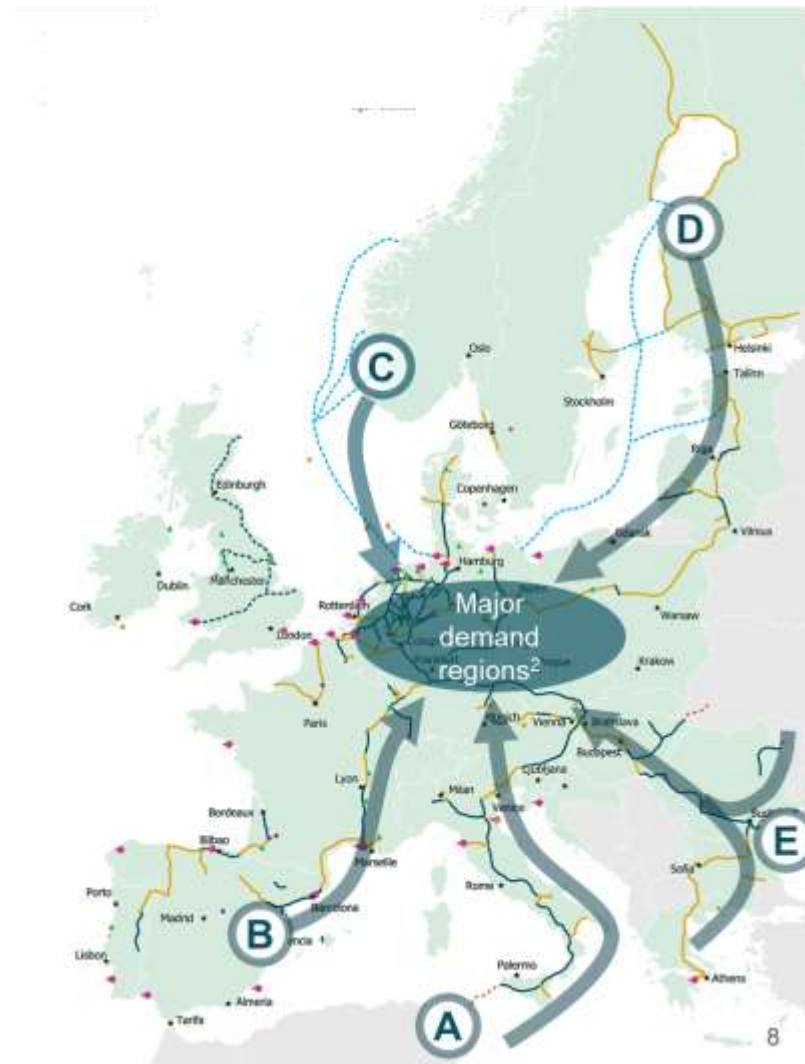 D
Helsinki
Tallinn
Oslo
C
Stockholm
Göteborg
Riga
Copenhagen
Edinburgh
Gdansk
Vilnius
Hamburg
Dublin
Manchester
Cork
Rotterdam
London
Major
demand
regions²
Warsaw
Krakow
Paris
Vienna
Bratislava
Budapest
Lyon
Ljubljana
Milan
Venice
Bordeaux
Bilbao
Marseille
E
Sofia
Porto
Madrid
Barcelona
Rome
B
Lisbon
Palermo
Athens
Almeria
A
Tarifa
8